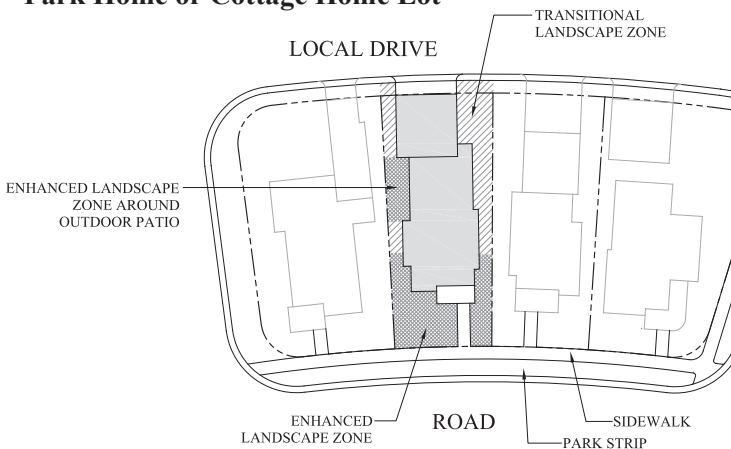 Park Home or Cottage Home Lot
TRANSITIONAL
LANDSCAPE ZONE
LOCAL DRIVE
ENHANCED LANDSCAPE
ZONE AROUND
OUTDOOR PATIO
ENHANCED
LANDSCAPE ZONE
ROAD
SIDEWALK
PARK STRIP